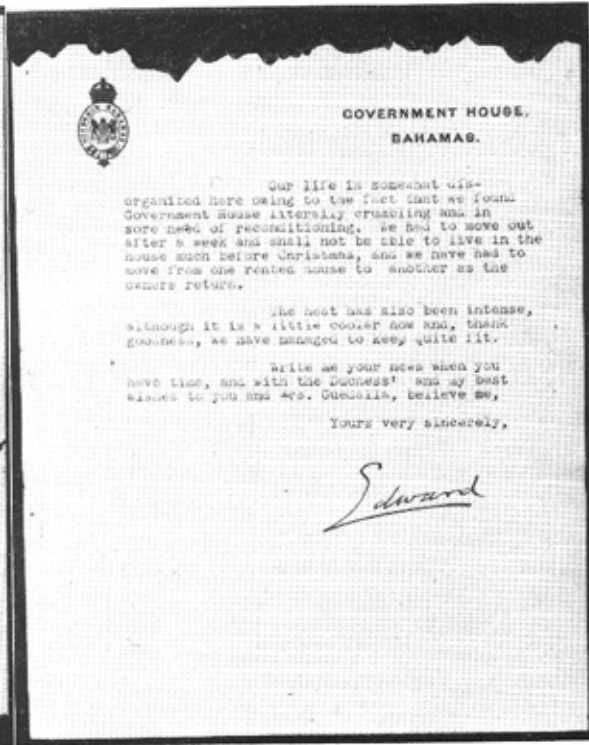 GOVERNMENT HOUSE,
BAHAMAS.
Our life is somewhat dis-
organized here owing to the fact that we found
Government House literally crumbling and in
sore need of reconditioning. We had to move out
after a week and shall not be able to live in the
house much before Christmas, and we have had to
move from one rented house to another as the
owners return.
The heat has also been intense,
although it is a little cooler now and, thank
goodness, we have managed to keep quite fit.
Write me your news when you
have time, and with the Duchess' and my best
wishes to you and Mrs. Guedalla, believe me,
Yours very sincerely,
Edward